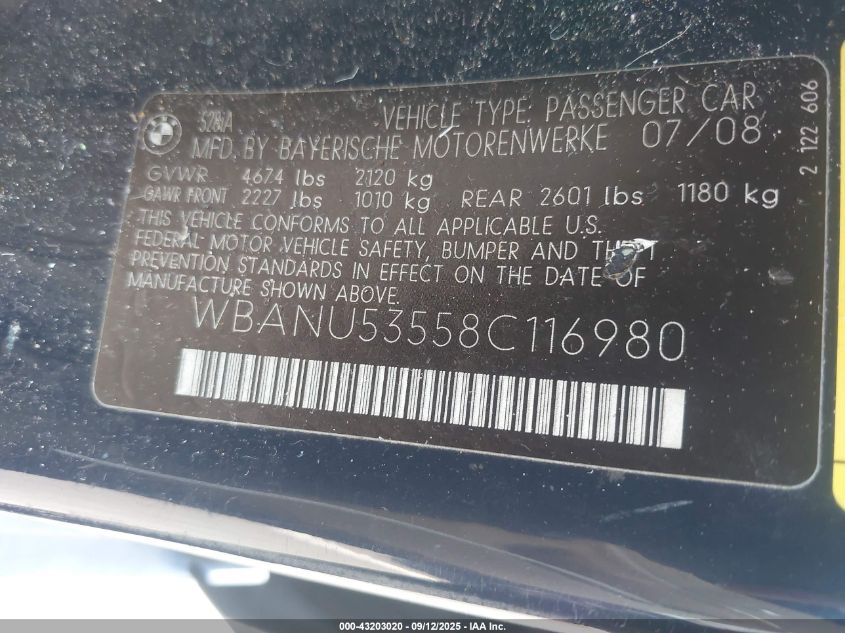 528iA VEHICLE TYPE: PASSENGER CAR
MFD. BY BAYERISCHE MOTORENWERKE 07/08
GVWR 4674 lbs 2120 kg
GAWR FRONT 2227 lbs 1010 kg REAR 2601 lbs 1180 kg
THIS VEHICLE CONFORMS TO ALL APPLICABLE U.S.
FEDERAL MOTOR VEHICLE SAFETY, BUMPER AND THEFT
PREVENTION STANDARDS IN EFFECT ON THE DATE OF
MANUFACTURE SHOWN ABOVE.
WBANU53558C116980
2 122 606
000-43203020 - 09/12/2025 - IAA Inc.